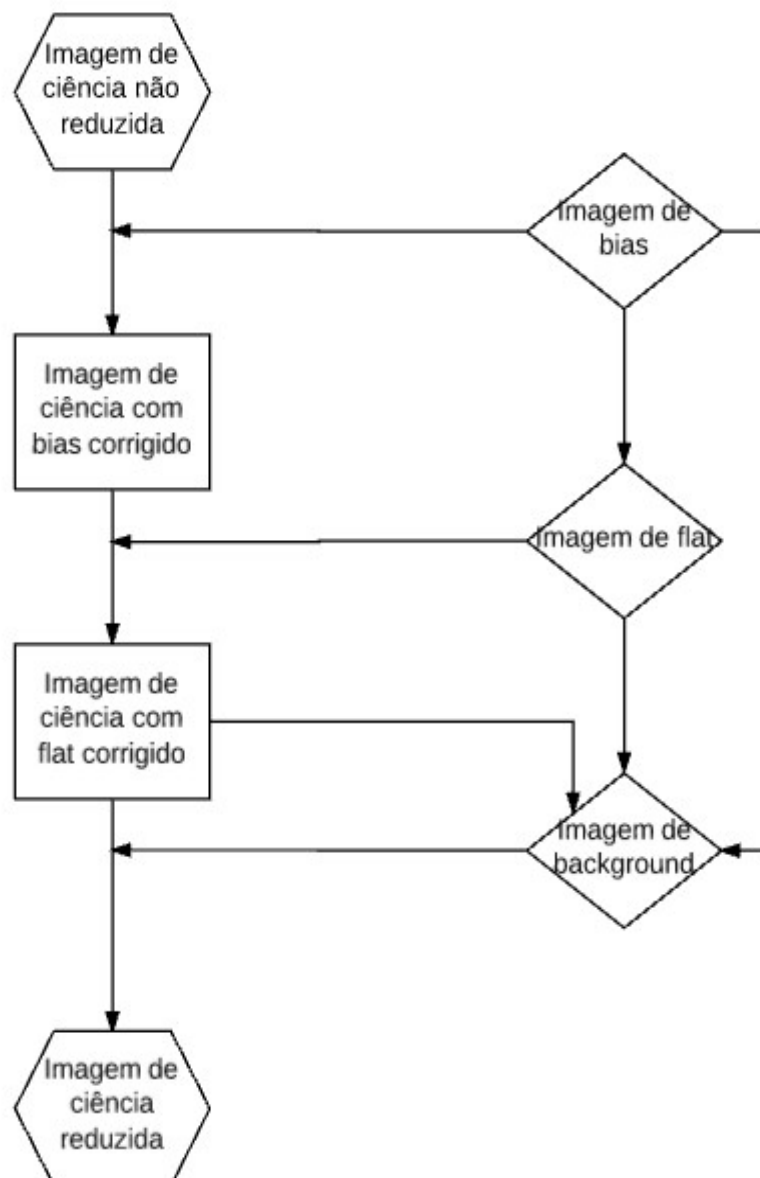 Imagem de
ciência não
reduzida
Imagem de
bias
Imagem de
ciência com
bias corrigido
Imagem de flat
Imagem de
ciência com
flat corrigido
Imagem de
background
Imagem de
ciência
reduzida